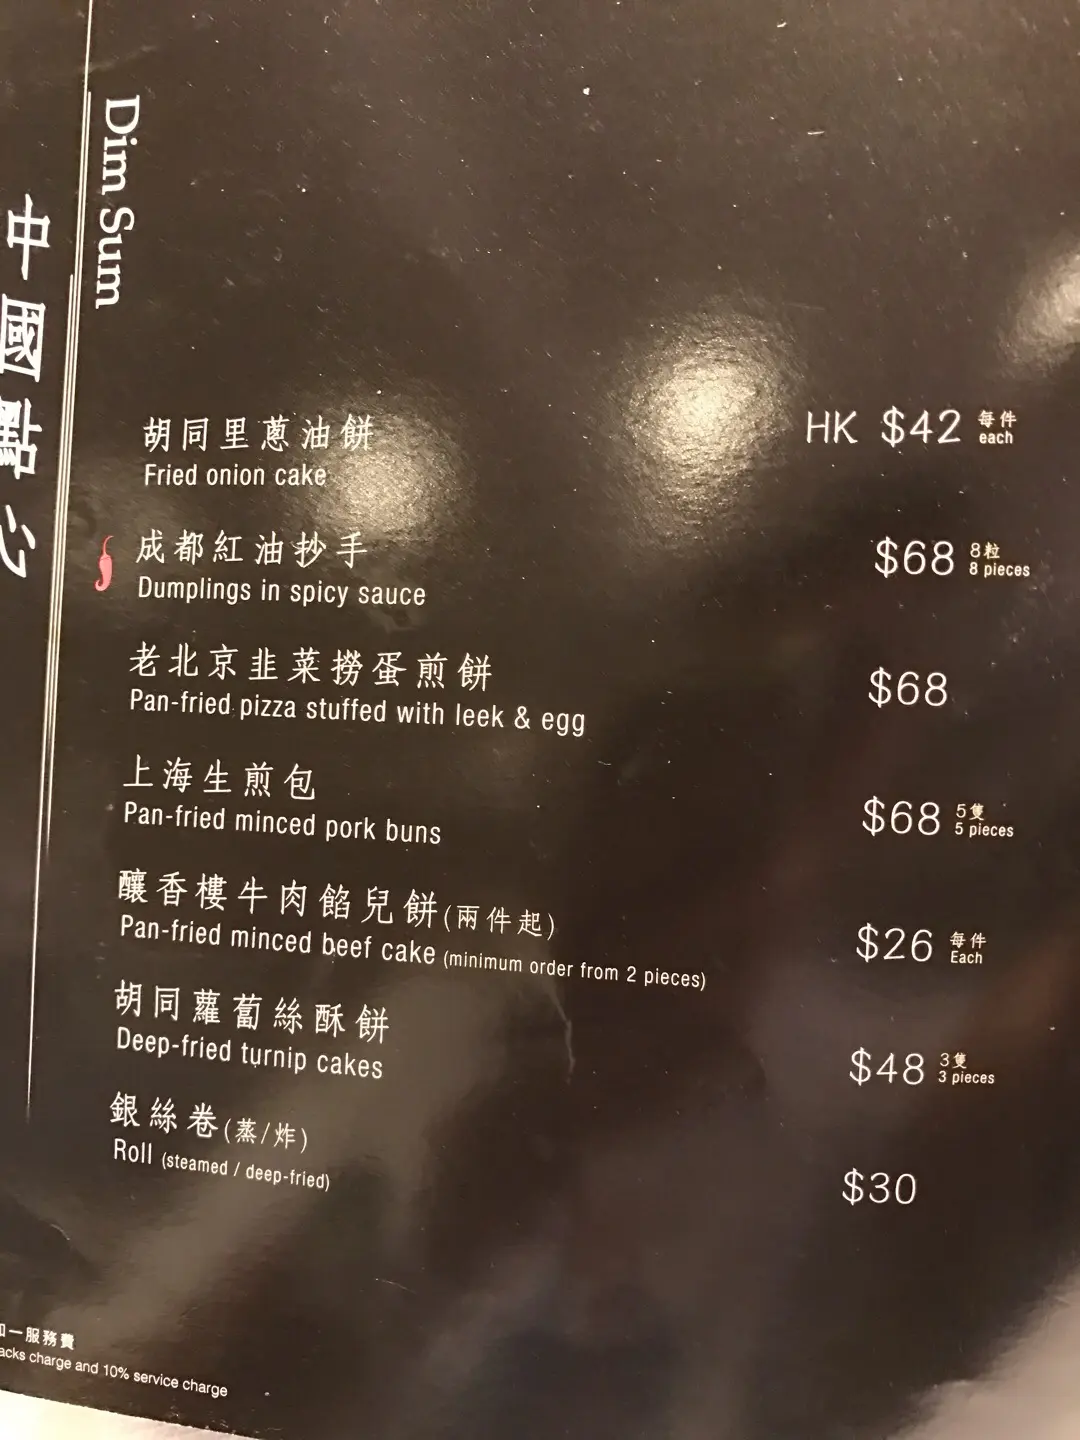 中國點心
Dim Sum
胡同里蔥油餅
Fried onion cake
HK $42 每件
each
成都紅油抄手
Dumplings in spicy sauce
$68 8粒
8 pieces
老北京韭菜撈蛋煎餅
Pan-fried pizza stuffed with leek & egg
$68
上海生煎包
Pan-fried minced pork buns
$68 5隻
5 pieces
釀香樓牛肉餡兒餅(兩件起)
Pan-fried minced beef cake (minimum order from 2 pieces)
$26 每件
Each
胡同蘿蔔絲酥餅
Deep-fried turnip cakes
$48 3隻
3 pieces
銀絲卷(蒸/炸)
Roll (steamed / deep-fried)
$30
一服務費
charge and 10% service charge